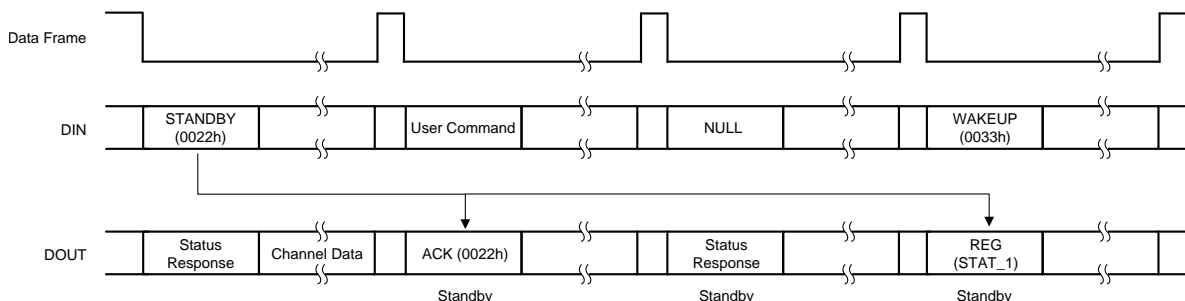 Data Frame
DIN
STANDBY
(0022h)
User Command
NULL
WAKEUP
(0033h)
DOUT
Status
Response
Channel Data
ACK (0022h)
Status
Response
REG
(STAT_1)
Standby
Standby
Standby